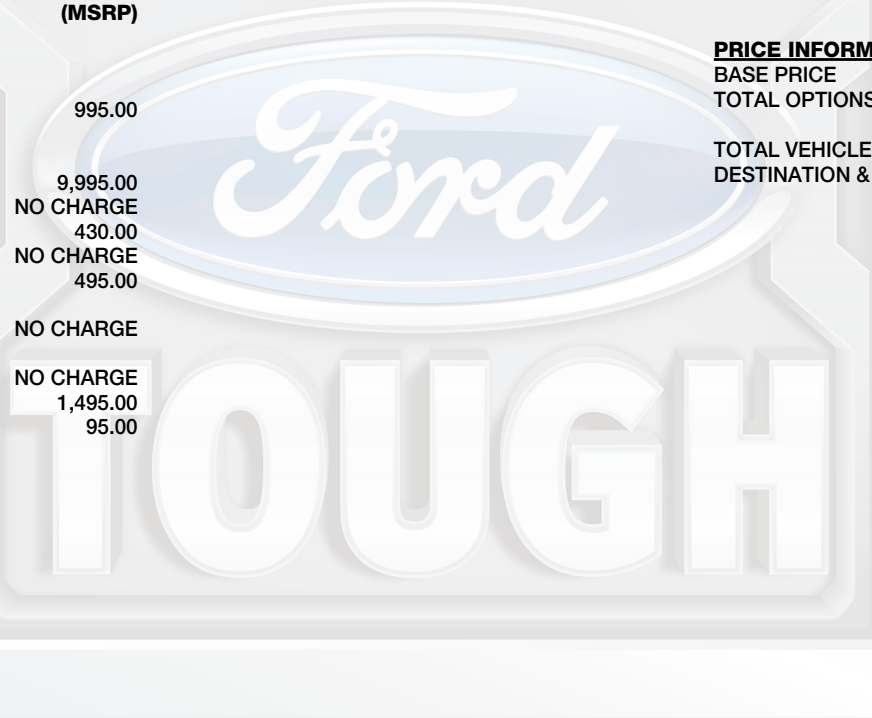 (MSRP)
995.00
9,995.00
NO CHARGE
430.00
NO CHARGE
495.00
NO CHARGE
NO CHARGE
1,495.00
95.00
PRICE INFORM
BASE PRICE
TOTAL OPTIONS
TOTAL VEHICLE
DESTINATION &
Ford
TOUGH